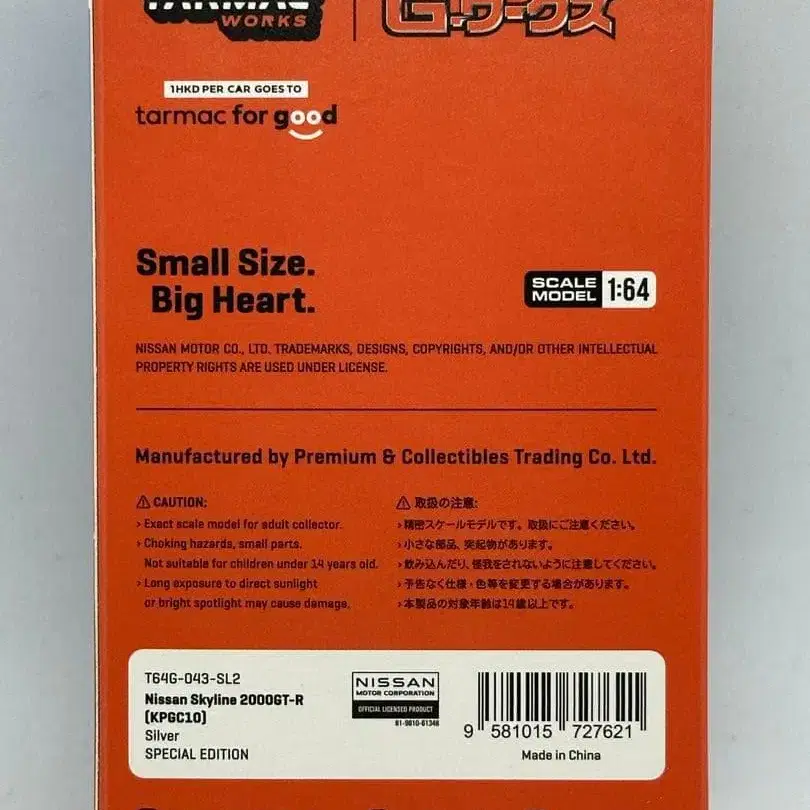 TARMAC
WORKS
G・ワークス
1HKD PER CAR GOES TO
tarmac for good
Small Size.
Big Heart.
SCALE
MODEL 1:64
NISSAN MOTOR CO., LTD. TRADEMARKS, DESIGNS, COPYRIGHTS, AND/OR OTHER INTELLECTUAL
PROPERTY RIGHTS ARE USED UNDER LICENSE.
Manufactured by Premium & Collectibles Trading Co. Ltd.
⚠ CAUTION:
› Exact scale model for adult collector.
› Choking hazards, small parts.
Not suitable for children under 14 years old.
› Long exposure to direct sunlight
or bright spotlight may cause damage.
⚠ 取扱の注意:
›精密スケールモデルです。取扱にご注意ください。
›小さな部品、突起物があります。
›飲み込んだり、怪我をされないように注意してください。
›予告なく仕様・色等を変更する場合があります。
›本製品の対象年齢は14歳以上です。
T64G-043-SL2
Nissan Skyline 2000GT-R
(KPGC10)
Silver
SPECIAL EDITION
NISSAN
MOTOR CORPORATION
OFFICIAL LICENSED PRODUCT
9 581015 727621
Made in China